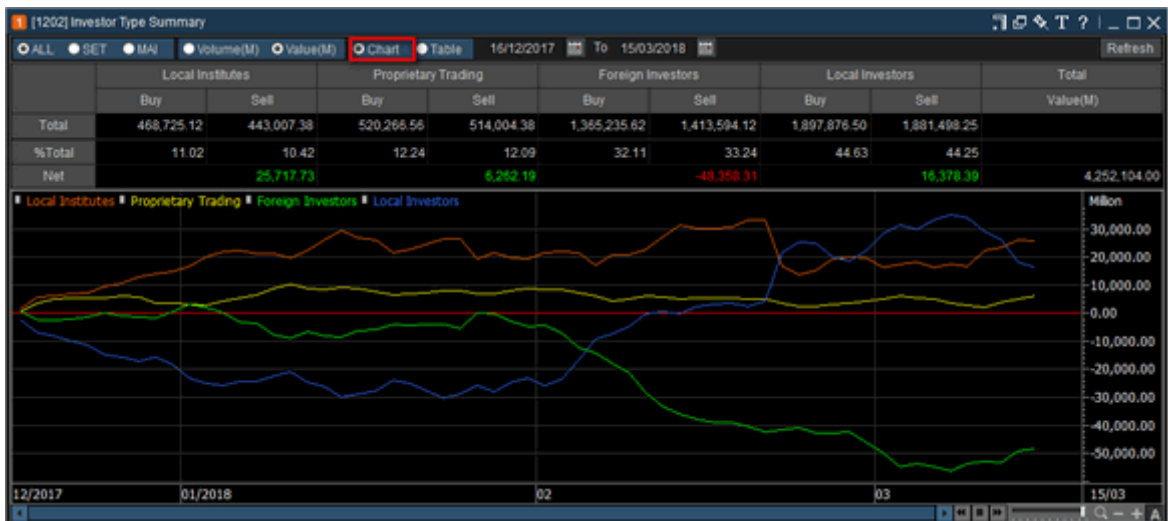 1 [1202] Investor Type Summary T ?
ALL SET MAI Volume(M) Value(M) Chart Table 16/12/2017 To 15/03/2018 Refresh
Local Institutes Proprietary Trading Foreign Investors Local Investors Total
Buy Sell Buy Sell Buy Sell Buy Sell Value(M)
Total 468,725.12 443,007.38 520,266.56 514,004.38 1,365,235.62 1,413,594.12 1,897,876.50 1,881,498.25
%Total 11.02 10.42 12.24 12.09 32.11 33.24 44.63 44.25
Net 25,717.73 6,262.19 -48,358.31 16,378.39 4,252,104.00
Local Institutes Proprietary Trading Foreign Investors Local Investors Million
30,000.00
20,000.00
10,000.00
0.00
-10,000.00
-20,000.00
-30,000.00
-40,000.00
-50,000.00
12/2017 01/2018 02 03 15/03
A